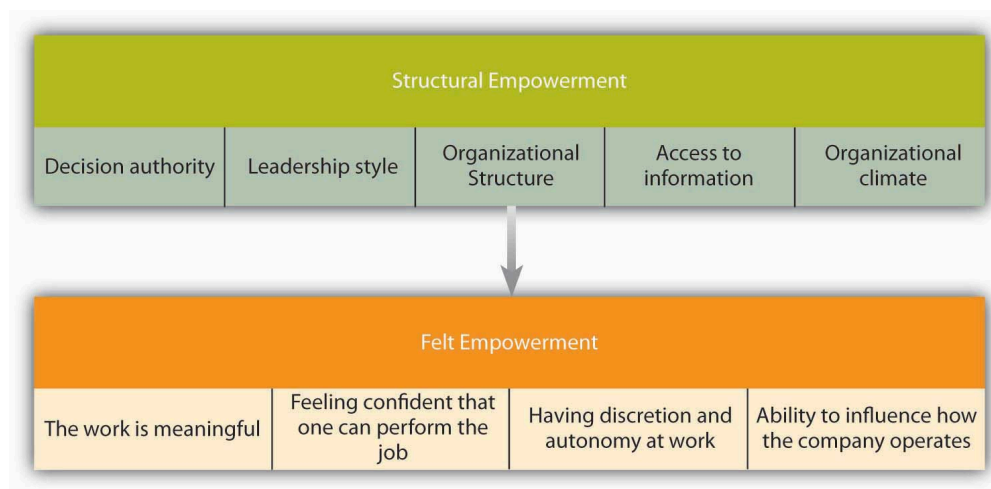 Structural Empowerment
Decision authority
Leadership style
Organizational
Structure
Access to
information
Organizational
climate
Felt Empowerment
The work is meaningful
Feeling confident that
one can perform the
job
Having discretion and
autonomy at work
Ability to influence how
the company operates